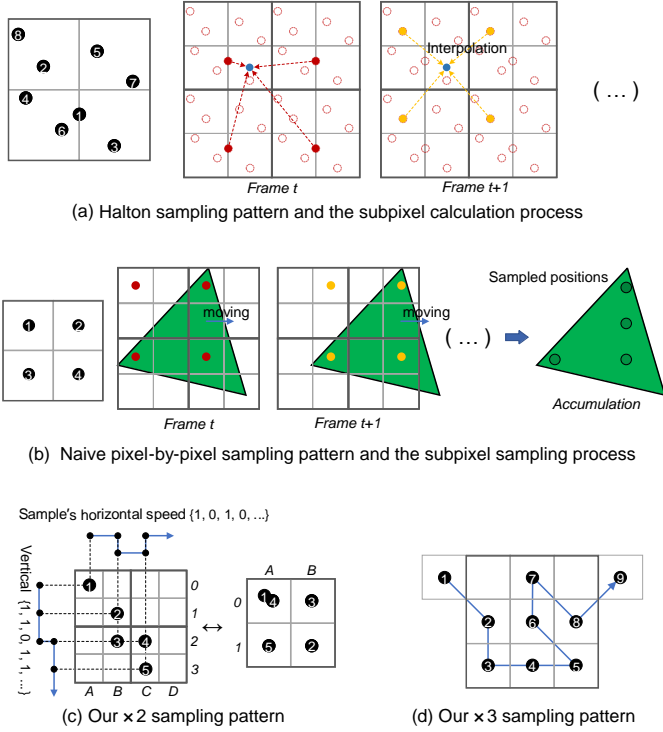 8
5
2
7
4
1
6
3
Interpolation
( ... )
Frame t
Frame t+1
(a) Halton sampling pattern and the subpixel calculation process
1 2
3 4
moving
moving
( ... )
Sampled positions
Frame t
Frame t+1
Accumulation
(b) Naive pixel-by-pixel sampling pattern and the subpixel sampling process
Sample's horizontal speed {1, 0, 1, 0, ...}
Vertical {1, 1, 0, 1, 1, ...}
1 0
2 1
3 4 2
5 3
A B C D
↔
A B
0 1 4 3
1 5 2
(c) Our ×2 sampling pattern
1 7 9
2 6 8
3 4 5
(d) Our ×3 sampling pattern